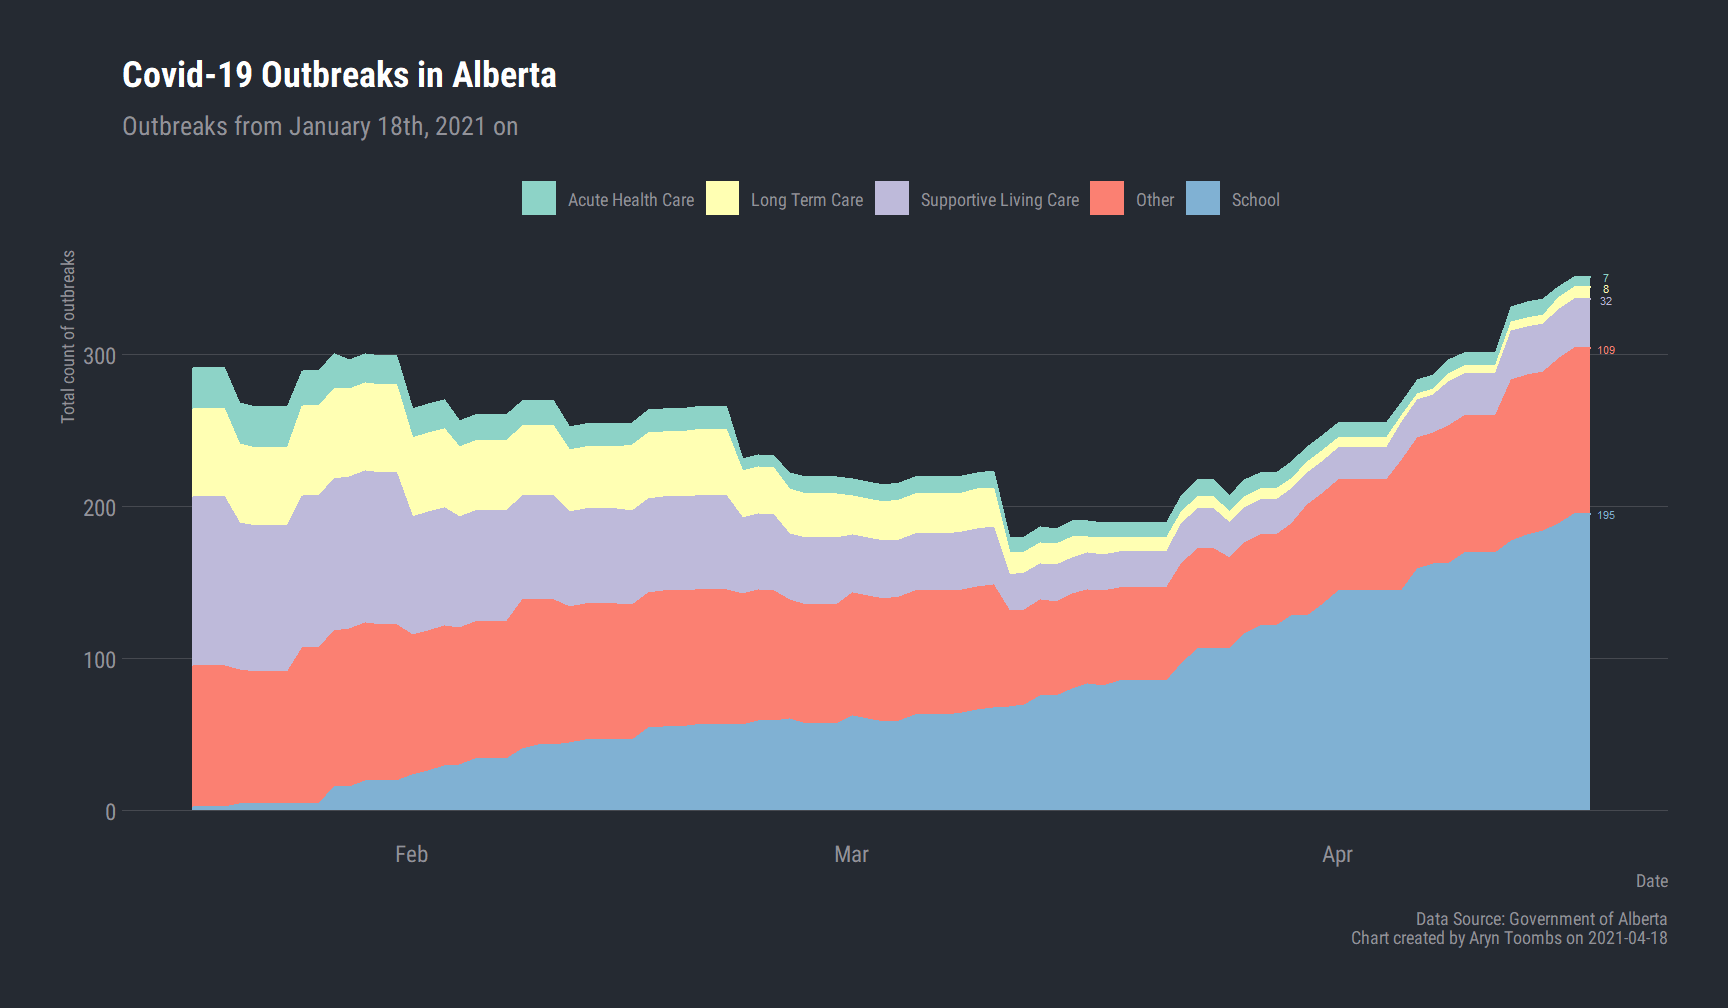 Covid-19 Outbreaks in Alberta
Outbreaks from January 18th, 2021 on
Acute Health Care Long Term Care Supportive Living Care Other School
Total count of outbreaks
300
200
100
0
7
8
32
109
195
Feb Mar Apr
Date
Data Source: Government of Alberta
Chart created by Aryn Toombs on 2021-04-18